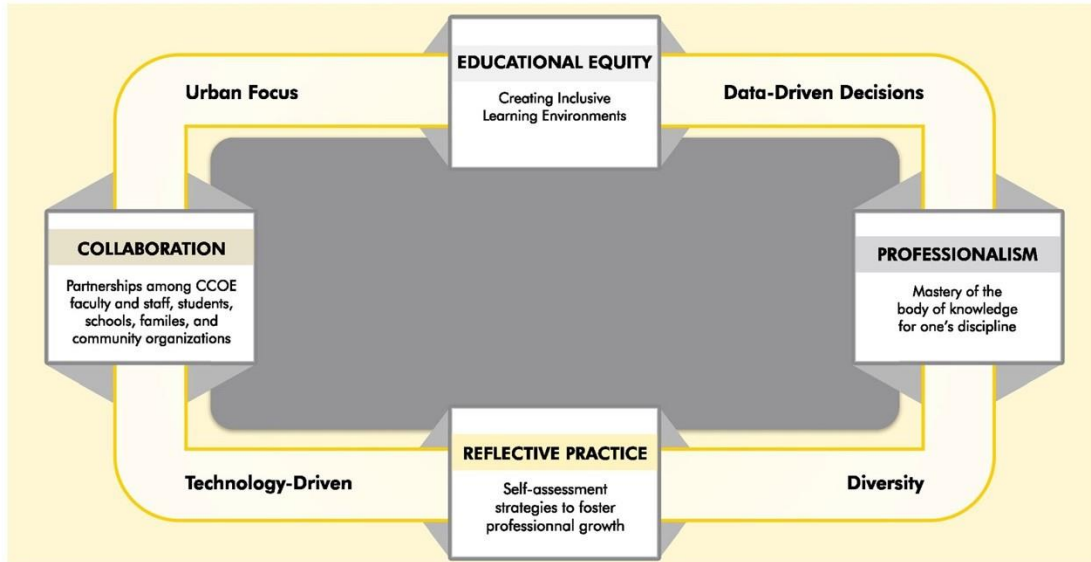 EDUCATIONAL EQUITY
Creating Inclusive
Learning Environments
Urban Focus
Data-Driven Decisions
COLLABORATION
Partnerships among CCOE
faculty and staff, students,
schools, familes, and
community organizations
PROFESSIONALISM
Mastery of the
body of knowledge
for one's discipline
Technology-Driven
REFLECTIVE PRACTICE
Self-assessment
strategies to foster
professionnal growth
Diversity